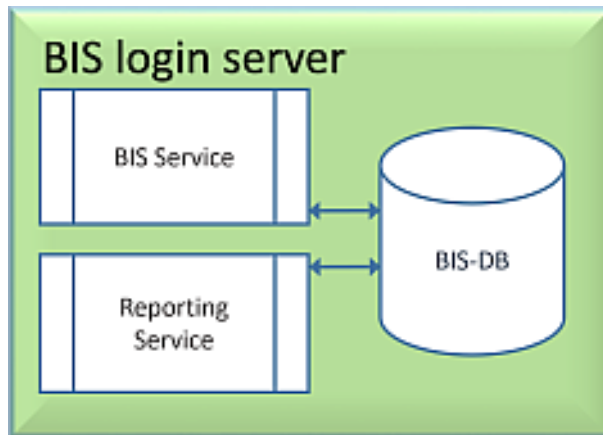 BIS login server
BIS Service
BIS-DB
Reporting
Service